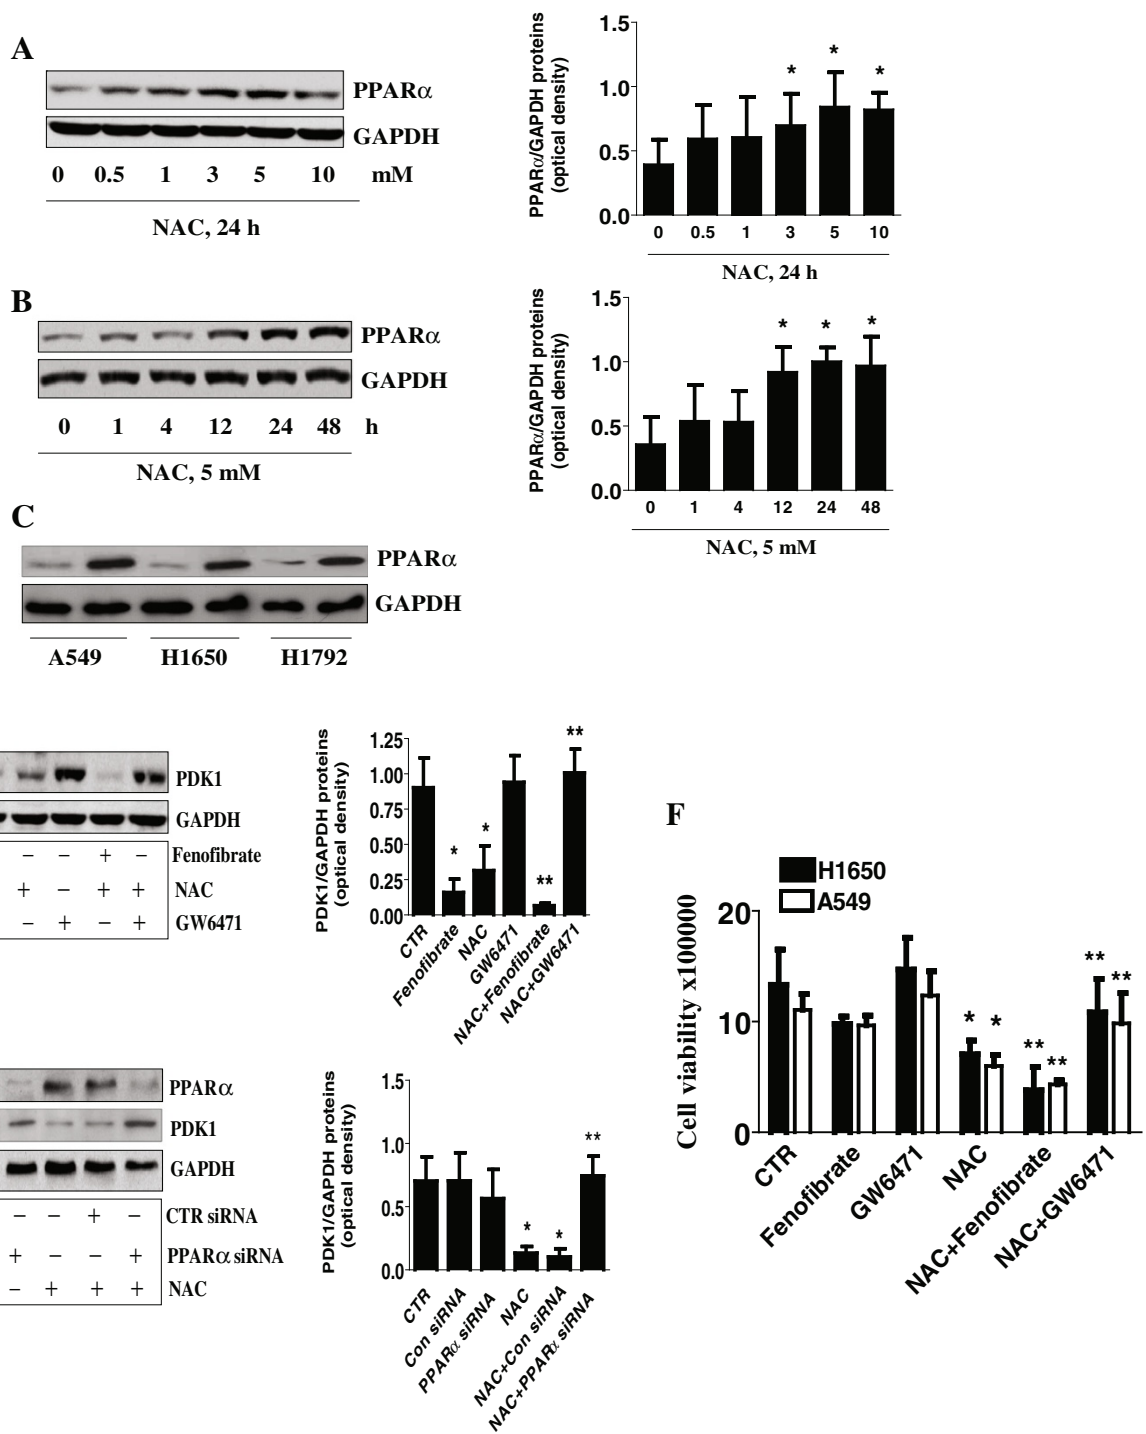 A
PPARα
GAPDH
0 0.5 1 3 5 10 mM
NAC, 24 h
PPARα/GAPDH proteins
(optical density)
1.5
1.0
0.5
0.0
* * *
0 0.5 1 3 5 10
NAC, 24 h
B
PPARα
GAPDH
0 1 4 12 24 48 h
NAC, 5 mM
PPARα/GAPDH proteins
(optical density)
1.5
1.0
0.5
0.0
* * *
0 1 4 12 24 48
NAC, 5 mM
C
PPARα
GAPDH
A549 H1650 H1792
PDK1
GAPDH
− − + − Fenofibrate
+ − + + NAC
− + − + GW6471
PDK1/GAPDH proteins
(optical density)
1.25
1.00
0.75
0.50
0.25
0.00
* * ** **
CTR
Fenofibrate
NAC
GW6471
NAC+Fenofibrate
NAC+GW6471
PPARα
PDK1
GAPDH
− − + − CTR siRNA
+ − − + PPARα siRNA
− + + + NAC
PDK1/GAPDH proteins
(optical density)
1.5
1.0
0.5
0.0
* * **
CTR
Con siRNA
PPARα siRNA
NAC
NAC+Con siRNA
NAC+PPARα siRNA
F
H1650
A549
Cell viability x100000
20
10
0
* * ** ** ** **
CTR
Fenofibrate
GW6471
NAC
NAC+Fenofibrate
NAC+GW6471